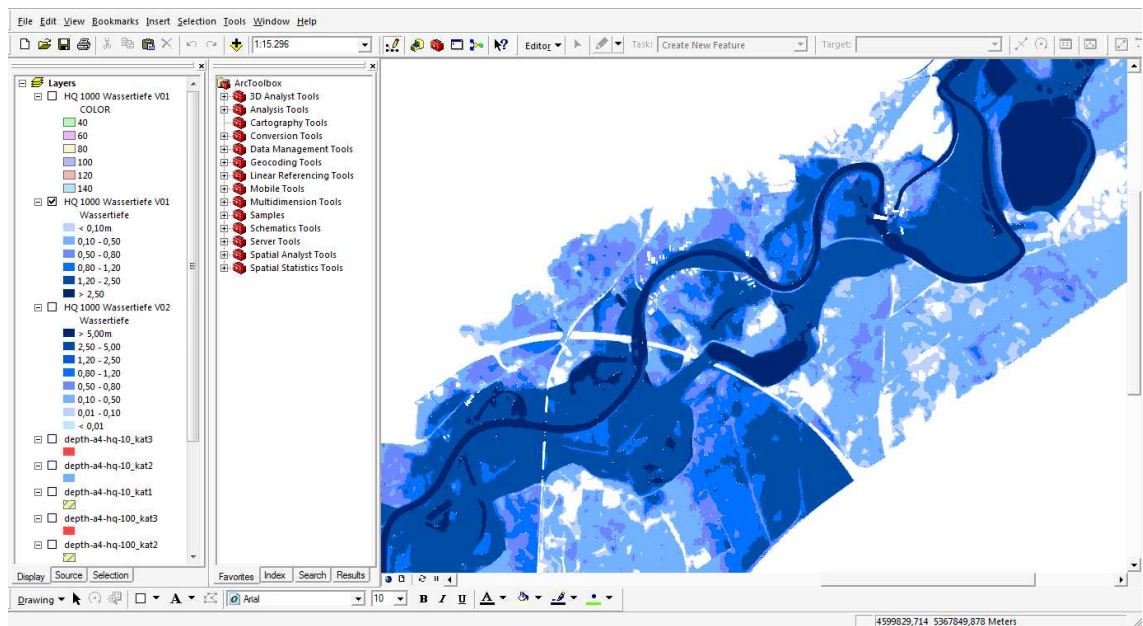 File Edit View Bookmarks Insert Selection Tools Window Help
1:15.296 Editor Task: Create New Feature Target:
Layers
HQ 1000 Wassertiefe V01
COLOR
40
60
80
100
120
140
HQ 1000 Wassertiefe V01
Wassertiefe
< 0,10m
0,10 - 0,50
0,50 - 0,80
0,80 - 1,20
1,20 - 2,50
> 2,50
HQ 1000 Wassertiefe V02
Wassertiefe
> 5,00m
2,50 - 5,00
1,20 - 2,50
0,80 - 1,20
0,50 - 0,80
0,10 - 0,50
0,01 - 0,10
< 0,01
depth-a4-hq-10_kat3
depth-a4-hq-10_kat2
depth-a4-hq-10_kat1
depth-a4-hq-100_kat3
depth-a4-hq-100_kat2
Display Source Selection
ArcToolbox
3D Analyst Tools
Analysis Tools
Cartography Tools
Conversion Tools
Data Management Tools
Geocoding Tools
Linear Referencing Tools
Mobile Tools
Multidimension Tools
Samples
Schematics Tools
Server Tools
Spatial Analyst Tools
Spatial Statistics Tools
Favorites Index Search Results
Drawing A Arial 10 B I U A
4599829,714 5367849,878 Meters